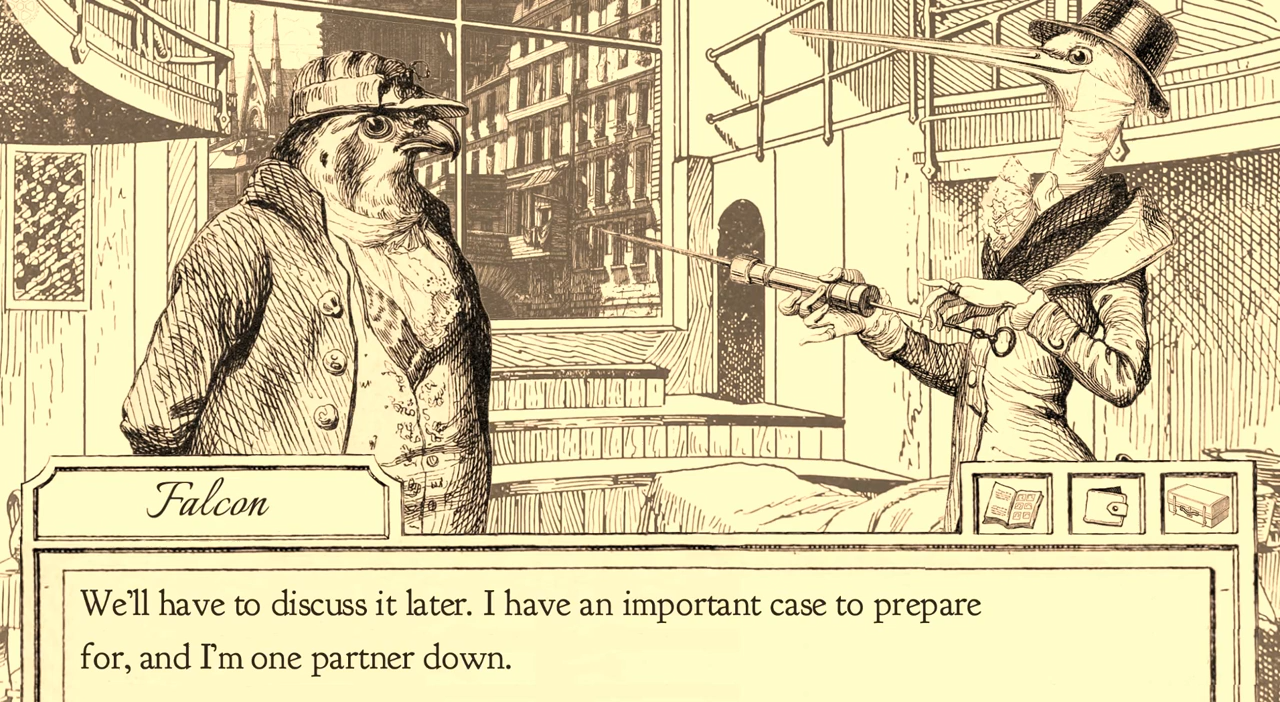 Falcon
We'll have to discuss it later. I have an important case to prepare
for, and I'm one partner down.